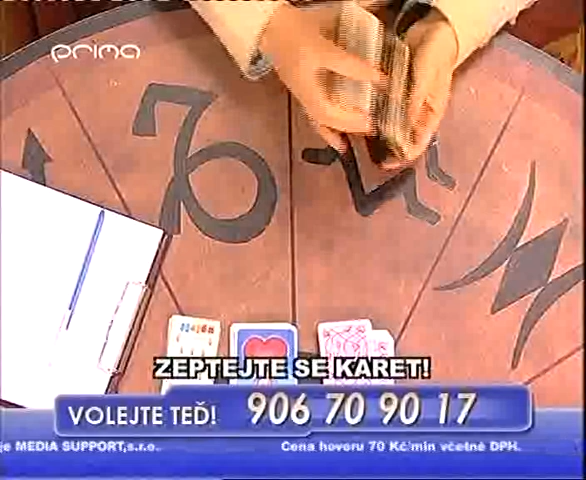 prima
ZEPTEJTE SE KARET!
VOLEJTE TEĎ! 906 70 90 17
je MEDIA SUPPORT,s.r.o. Cena hovoru 70 Kč/min včetně DPH.